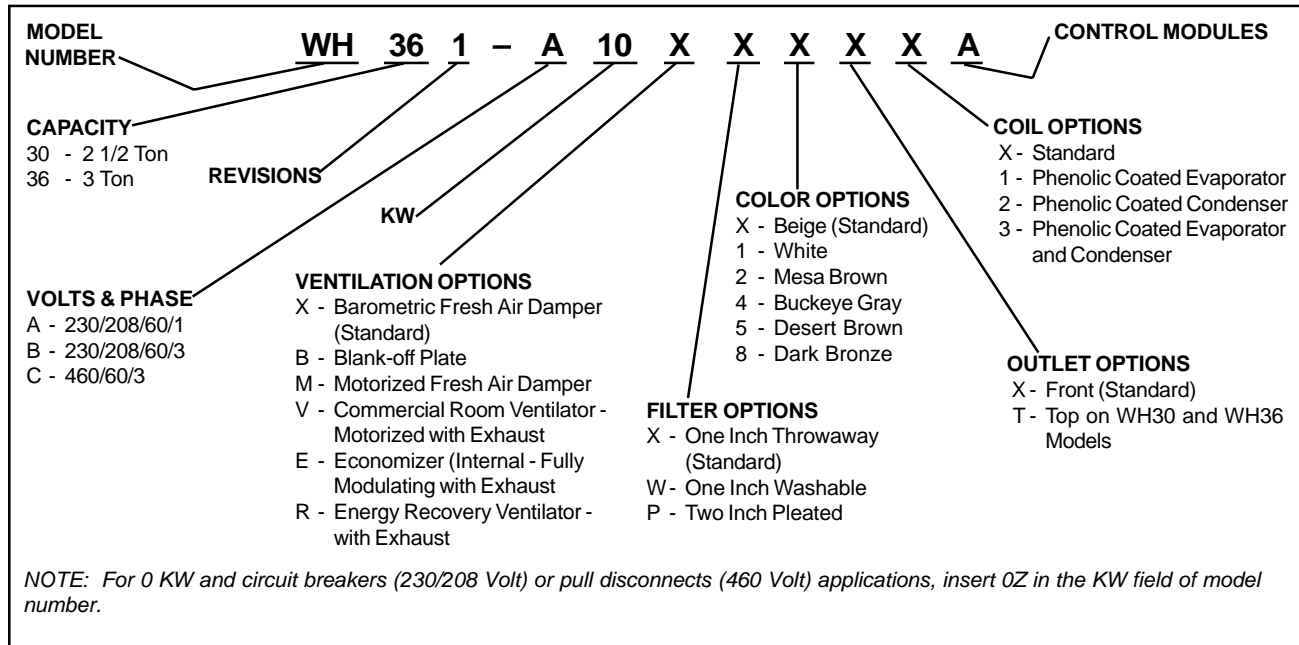 MODEL
NUMBER
WH 36 1 – A 10 X X X X X A
CONTROL MODULES
CAPACITY
30 - 2 1/2 Ton
36 - 3 Ton
REVISIONS
KW
VOLTS & PHASE
A - 230/208/60/1
B - 230/208/60/3
C - 460/60/3
VENTILATION OPTIONS
X - Barometric Fresh Air Damper
(Standard)
B - Blank-off Plate
M - Motorized Fresh Air Damper
V - Commercial Room Ventilator -
Motorized with Exhaust
E - Economizer (Internal - Fully
Modulating with Exhaust
R - Energy Recovery Ventilator -
with Exhaust
FILTER OPTIONS
X - One Inch Throwaway
(Standard)
W - One Inch Washable
P - Two Inch Pleated
COLOR OPTIONS
X - Beige (Standard)
1 - White
2 - Mesa Brown
4 - Buckeye Gray
5 - Desert Brown
8 - Dark Bronze
OUTLET OPTIONS
X - Front (Standard)
T - Top on WH30 and WH36
Models
COIL OPTIONS
X - Standard
1 - Phenolic Coated Evaporator
2 - Phenolic Coated Condenser
3 - Phenolic Coated Evaporator
and Condenser
NOTE: For 0 KW and circuit breakers (230/208 Volt) or pull disconnects (460 Volt) applications, insert 0Z in the KW field of model
number.